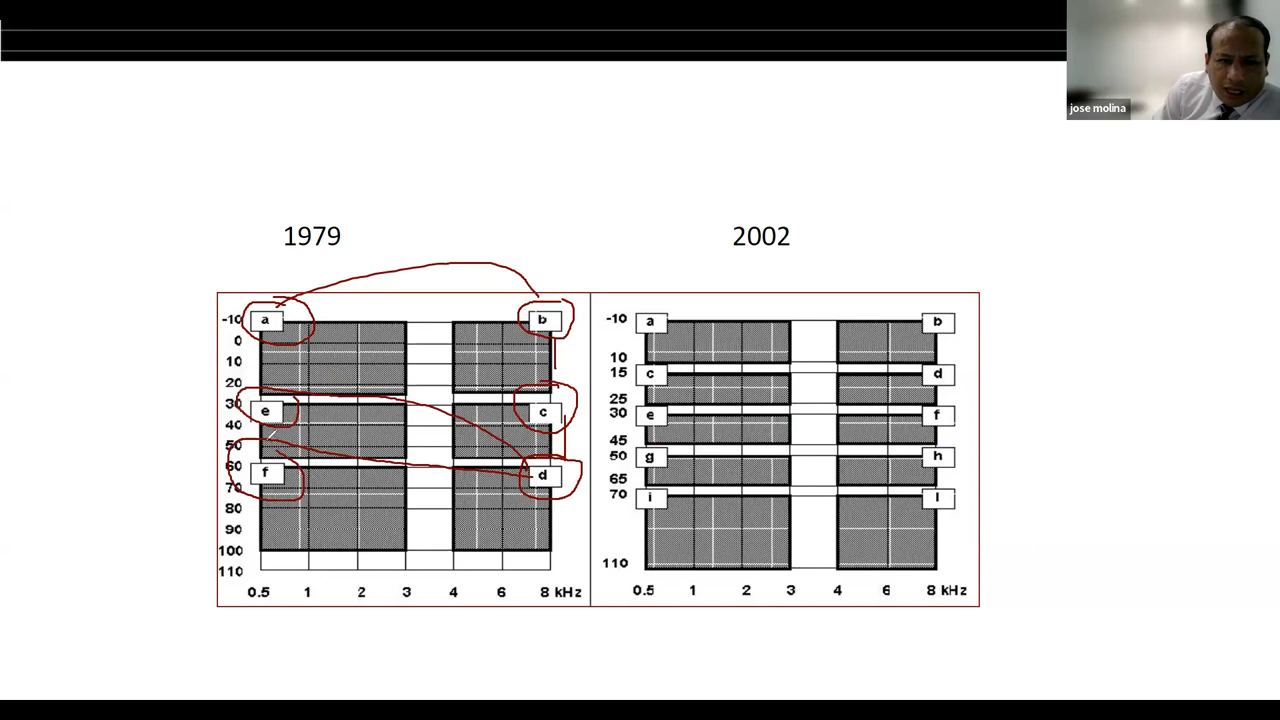 jose molina
1979
2002
-10 a b
0
10
20
30 e c
40
50
60 f d
70
80
90
100
110
0.5 1 2 3 4 6 8 kHz
-10 a b
10
15 c d
25
30 e f
45
50 g h
65
70 i l
110
0.5 1 2 3 4 6 8 kHz